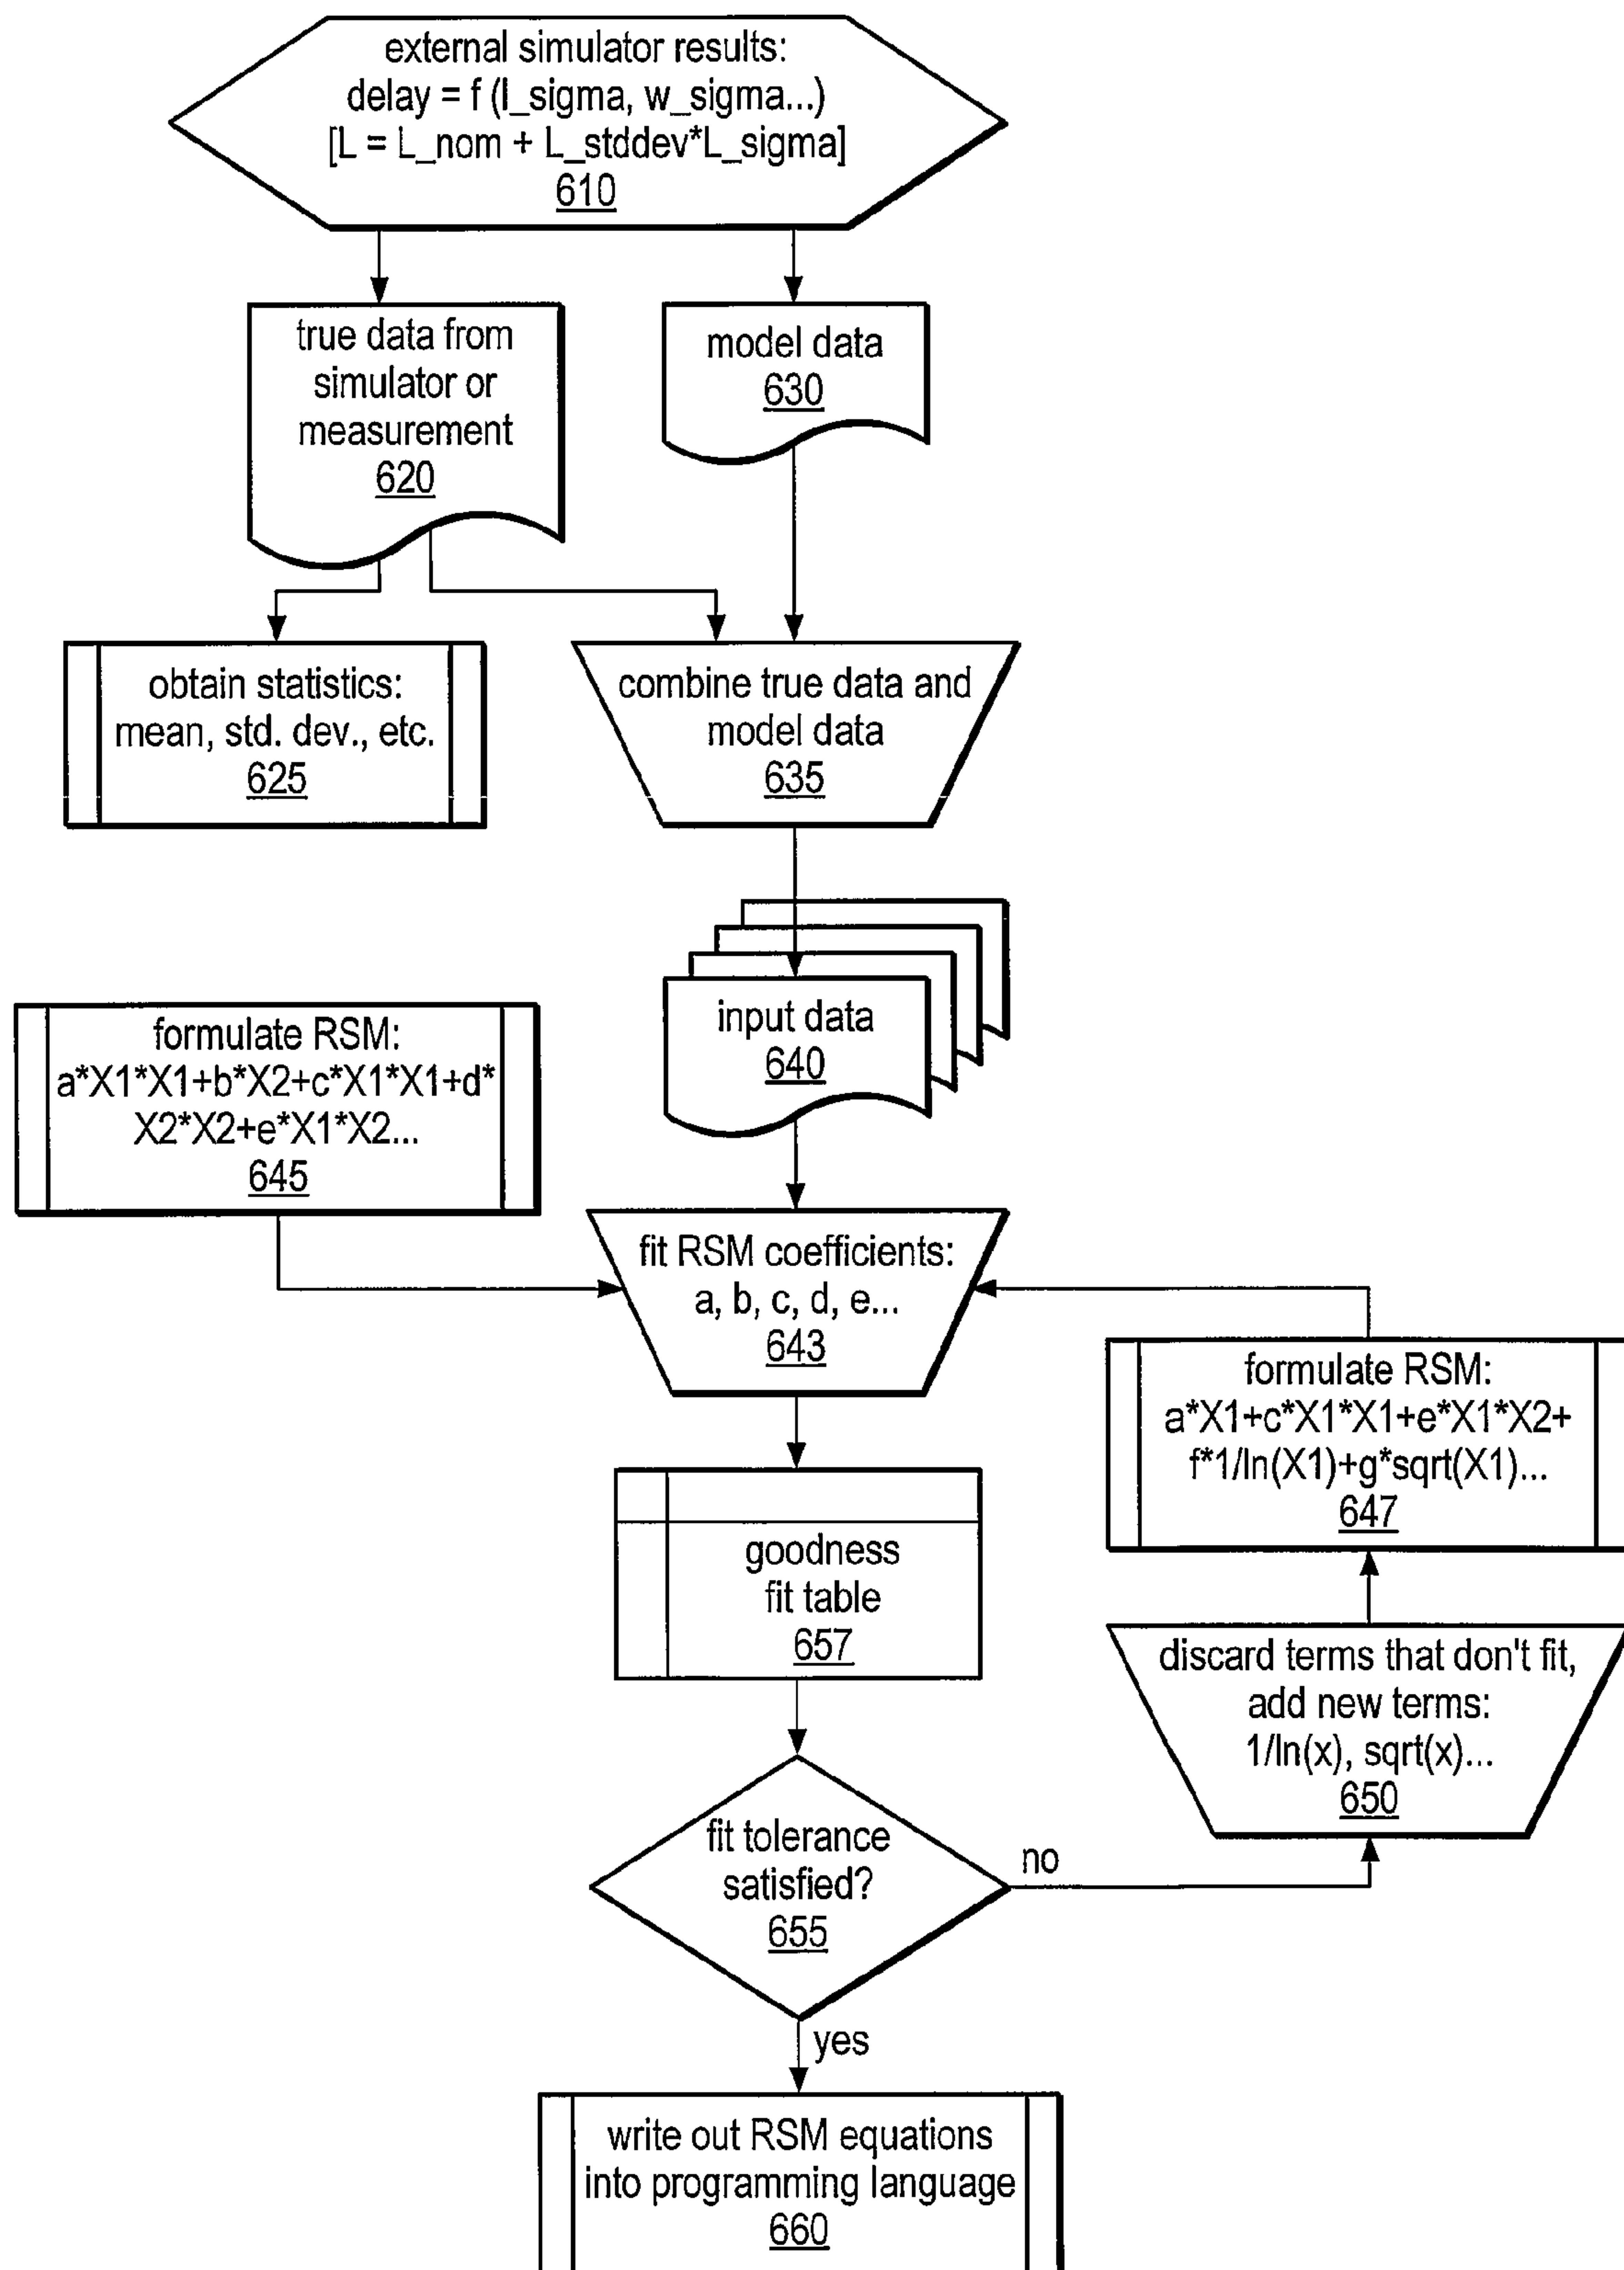 external simulator results:
delay = f (l_sigma, w_sigma...)
[L = L_nom + L_stddev*L_sigma]
610
true data from
simulator or
measurement
620
model data
630
obtain statistics:
mean, std. dev., etc.
625
combine true data and
model data
635
input data
640
formulate RSM:
a*X1*X1+b*X2+c*X1*X1+d*
X2*X2+e*X1*X2...
645
fit RSM coefficients:
a, b, c, d, e...
643
formulate RSM:
a*X1+c*X1*X1+e*X1*X2+
f*1/ln(X1)+g*sqrt(X1)...
647
goodness
fit table
657
discard terms that don't fit,
add new terms:
1/ln(x), sqrt(x)...
650
fit tolerance
satisfied?
655
no
yes
write out RSM equations
into programming language
660